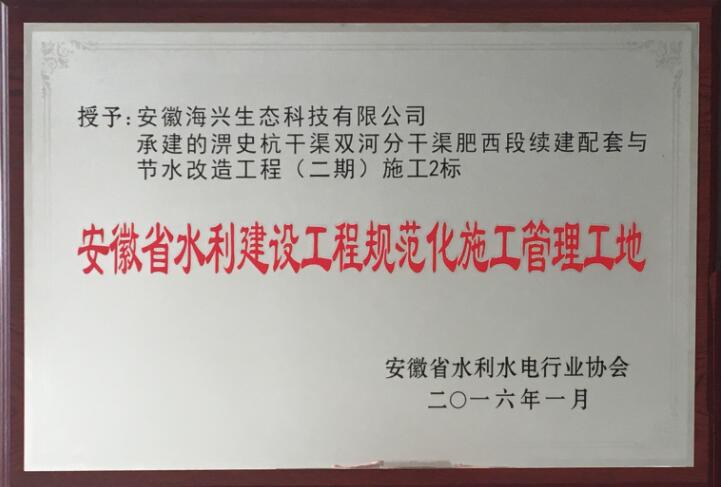 授予：安徽海兴生态科技有限公司
承建的淠史杭干渠双河分干渠肥西段续建配套与
节水改造工程（二期）施工2标
安徽省水利建设工程规范化施工管理工地
安徽省水利水电行业协会
二〇一六年一月